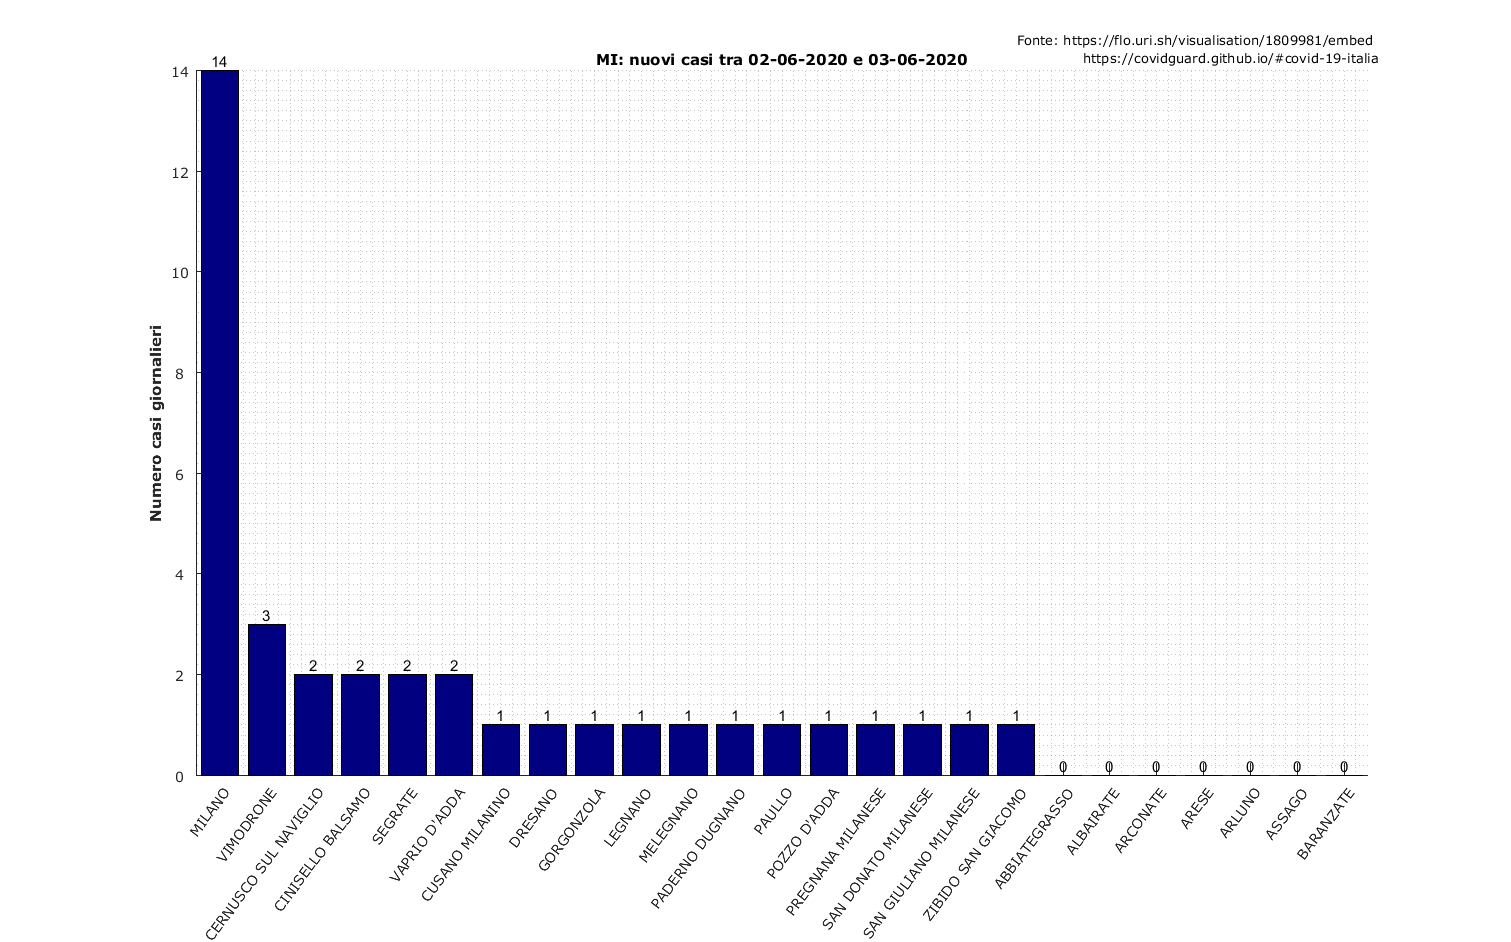 Fonte: https://flo.uri.sh/visualisation/1809981/embed
https://covidguard.github.io/#covid-19-italia
MI: nuovi casi tra 02-06-2020 e 03-06-2020
Numero casi giornalieri
14
12
10
8
6
4
2
0
14
3
2
2
2
2
1
1
1
1
1
1
1
1
1
1
1
1
0
0
0
0
0
0
0
MILANO
VIMODRONE
CERNUSCO SUL NAVIGLIO
CINISELLO BALSAMO
SEGRATE
VAPRIO D'ADDA
CUSANO MILANINO
DRESANO
GORGONZOLA
LEGNANO
MELEGNANO
PADERNO DUGNANO
PAULLO
POZZO D'ADDA
PREGNANA MILANESE
SAN DONATO MILANESE
SAN GIULIANO MILANESE
ZIBIDO SAN GIACOMO
ABBIATEGRASSO
ALBAIRATE
ARCONATE
ARESE
ARLUNO
ASSAGO
BARANZATE